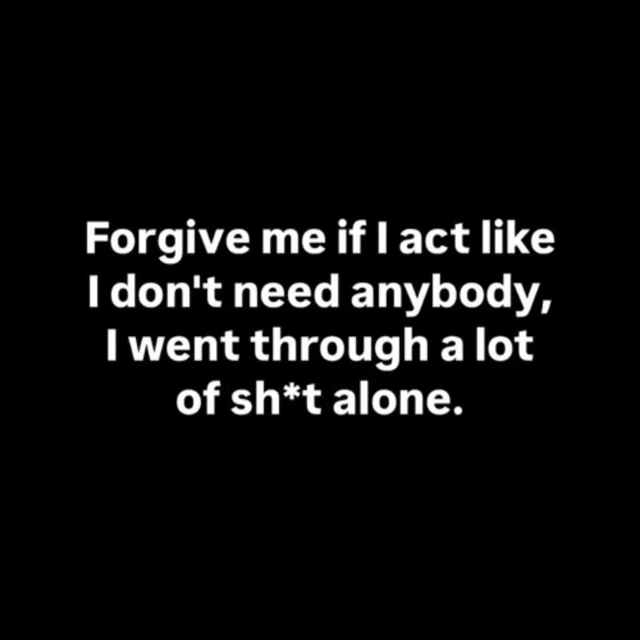 Forgive me if I act like
I don't need anybody,
I went through a lot
of sh*t alone.